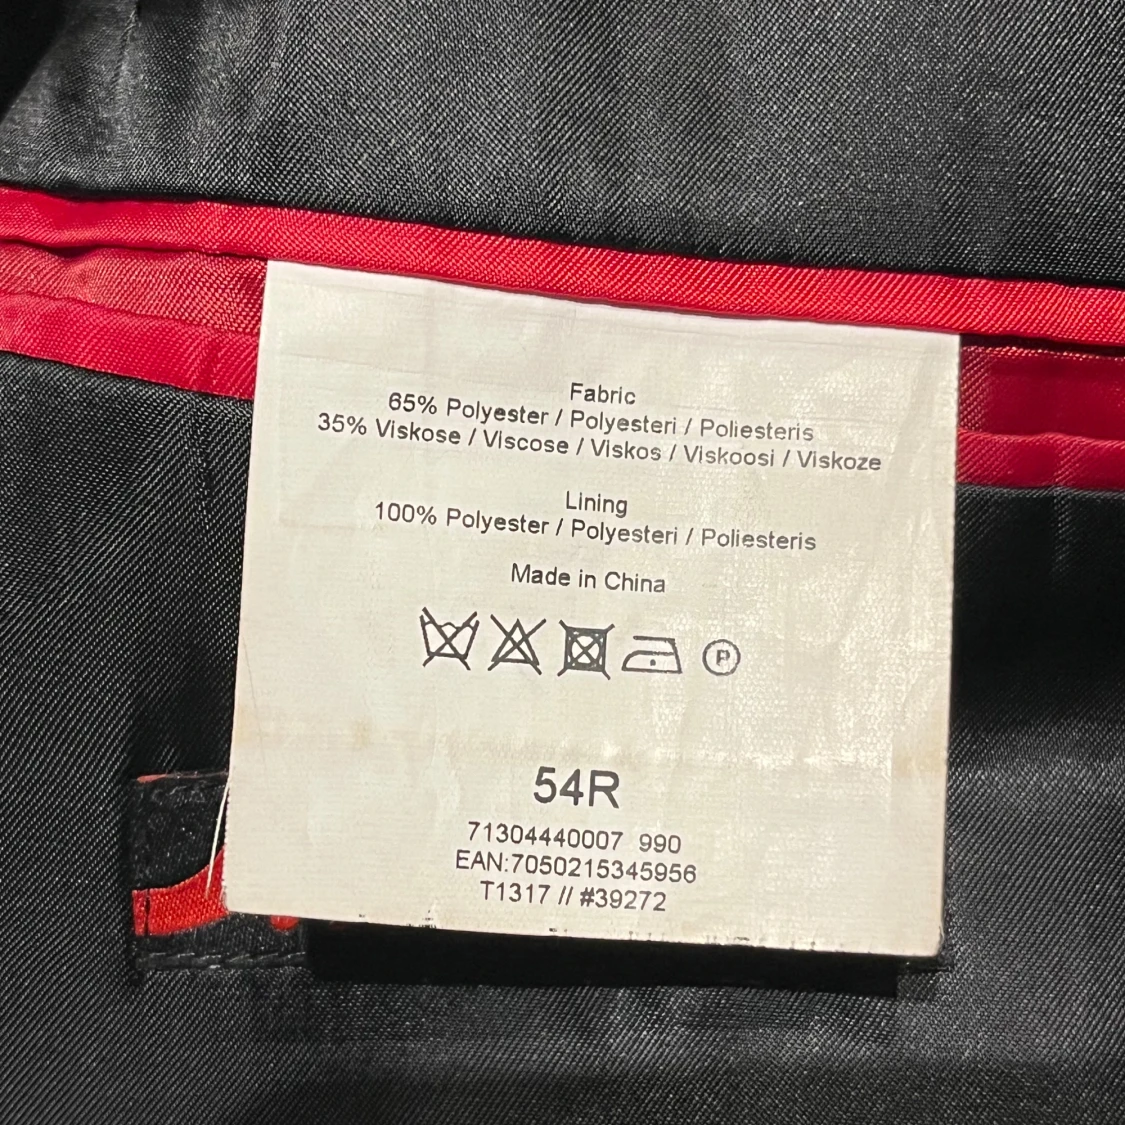 Fabric
65% Polyester / Polyesteri / Poliesteris
35% Viskose / Viscose / Viskos / Viskoosi / Viskoze
Lining
100% Polyester / Polyesteri / Poliesteris
Made in China
P
54R
71304440007 990
EAN:7050215345956
T1317 // #39272